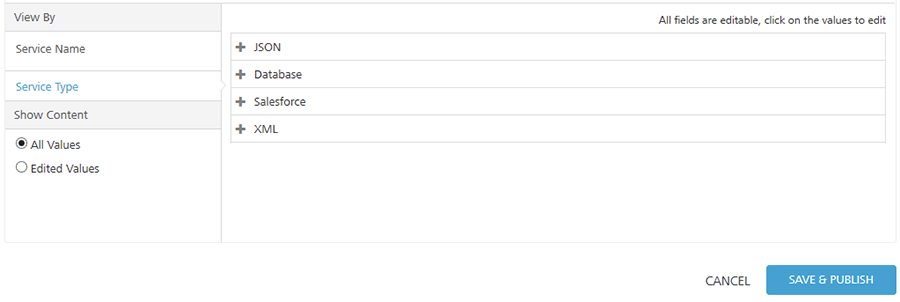 View By
All fields are editable, click on the values to edit
Service Name
Service Type
Show Content
All Values
Edited Values
JSON
Database
Salesforce
XML
CANCEL
SAVE & PUBLISH